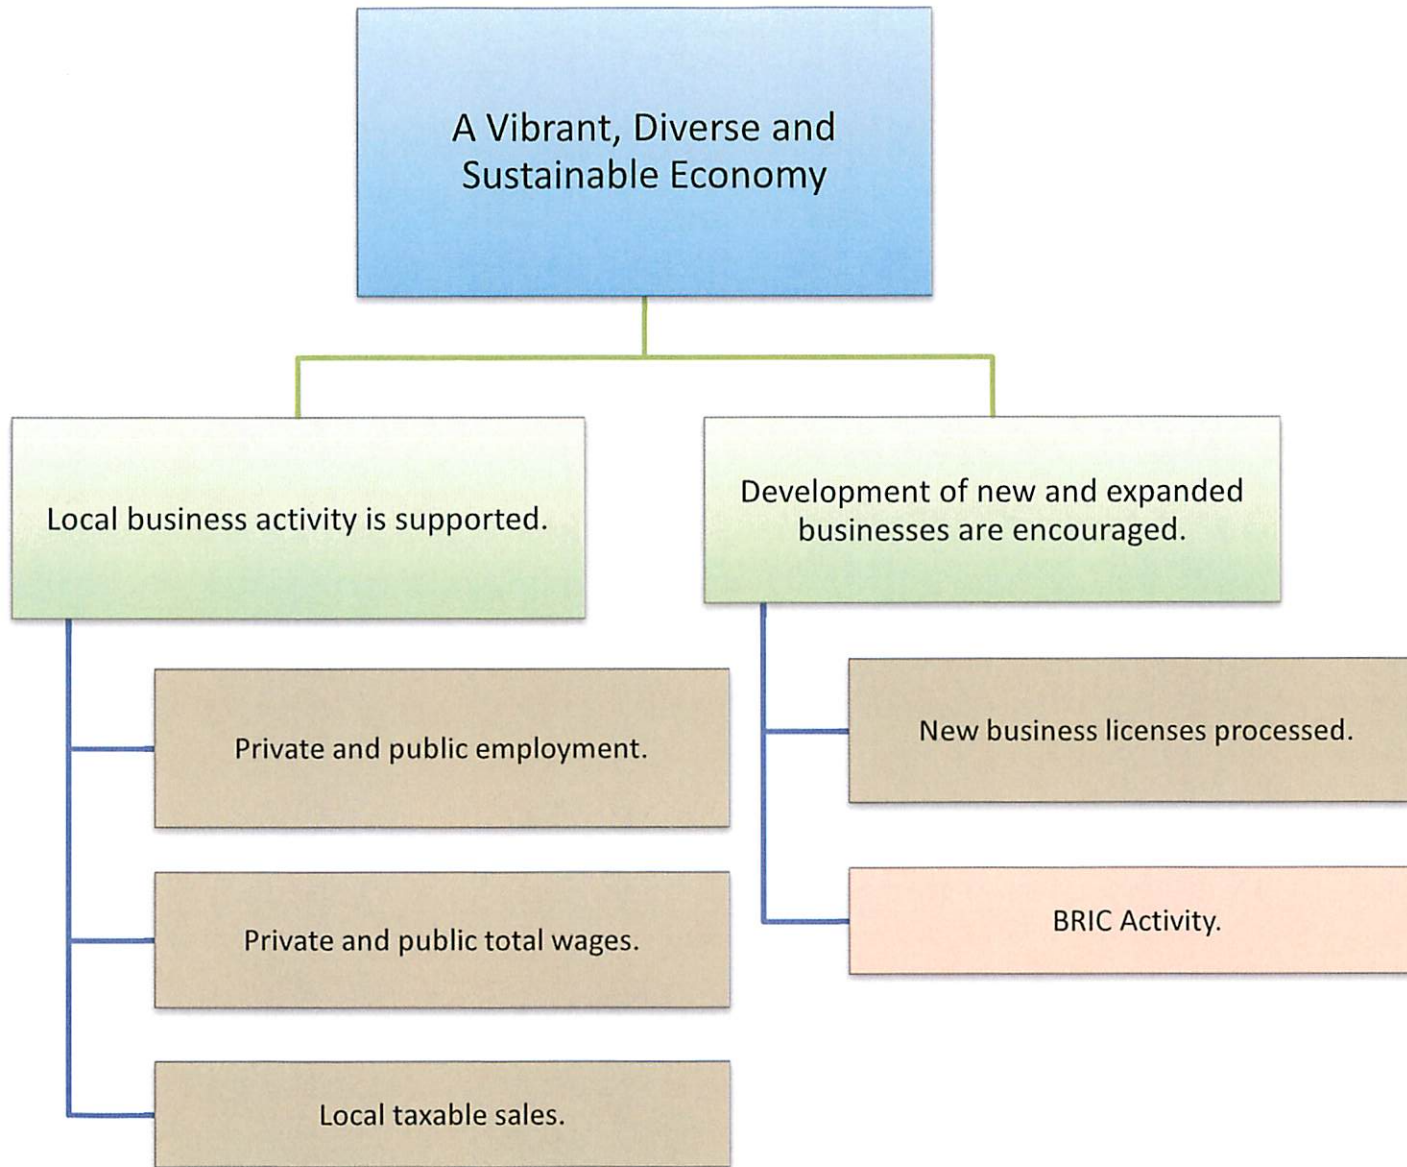 A Vibrant, Diverse and
Sustainable Economy
Local business activity is supported.
Private and public employment.
Private and public total wages.
Local taxable sales.
Development of new and expanded
businesses are encouraged.
New business licenses processed.
BRIC Activity.